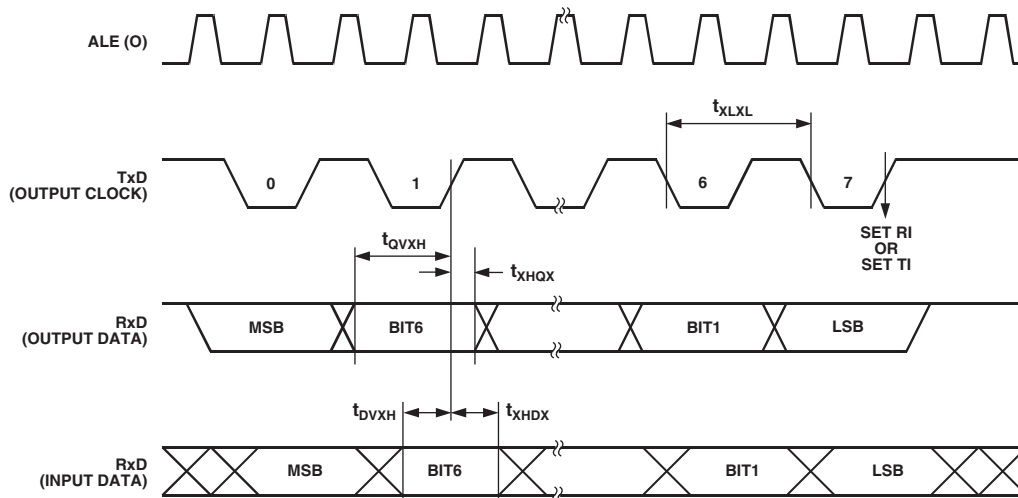 ALE (O)
tXLXL
TxD
(OUTPUT CLOCK)
0
1
6
7
SET RI
OR
SET TI
tQVXH
tXHQX
RxD
(OUTPUT DATA)
MSB
BIT6
BIT1
LSB
tDVXH
tXHDX
RxD
(INPUT DATA)
MSB
BIT6
BIT1
LSB